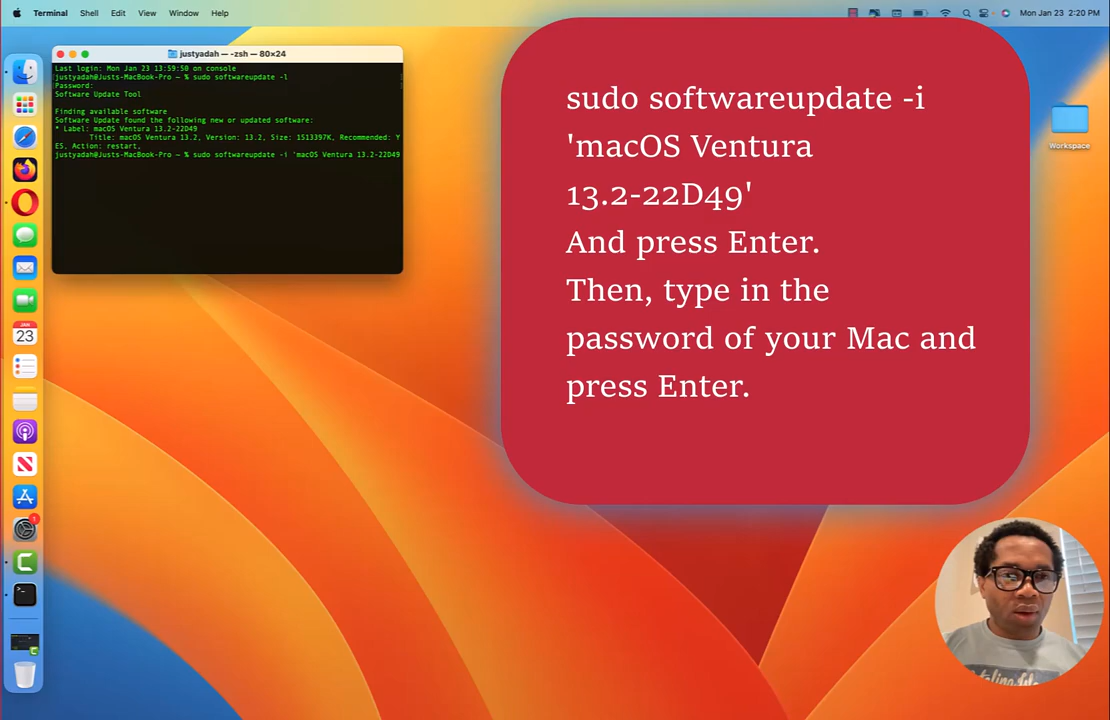 Terminal Shell Edit View Window Help
Mon Jan 23 2:20 PM
justyadah — -zsh — 80×24
Last login: Mon Jan 23 13:59:50 on console
justyadah@Justs-MacBook-Pro ~ % sudo softwareupdate -l
Password:
Software Update Tool
Finding available software
Software Update found the following new or updated software:
* Label: macOS Ventura 13.2-22D49
Title: macOS Ventura 13.2, Version: 13.2, Size: 1513397K, Recommended: Y
ES, Action: restart,
justyadah@Justs-MacBook-Pro ~ % sudo softwareupdate -i 'macOS Ventura 13.2-22D49
sudo softwareupdate -i
'macOS Ventura
13.2-22D49'
And press Enter.
Then, type in the
password of your Mac and
press Enter.
Workspace
JAN
23
1